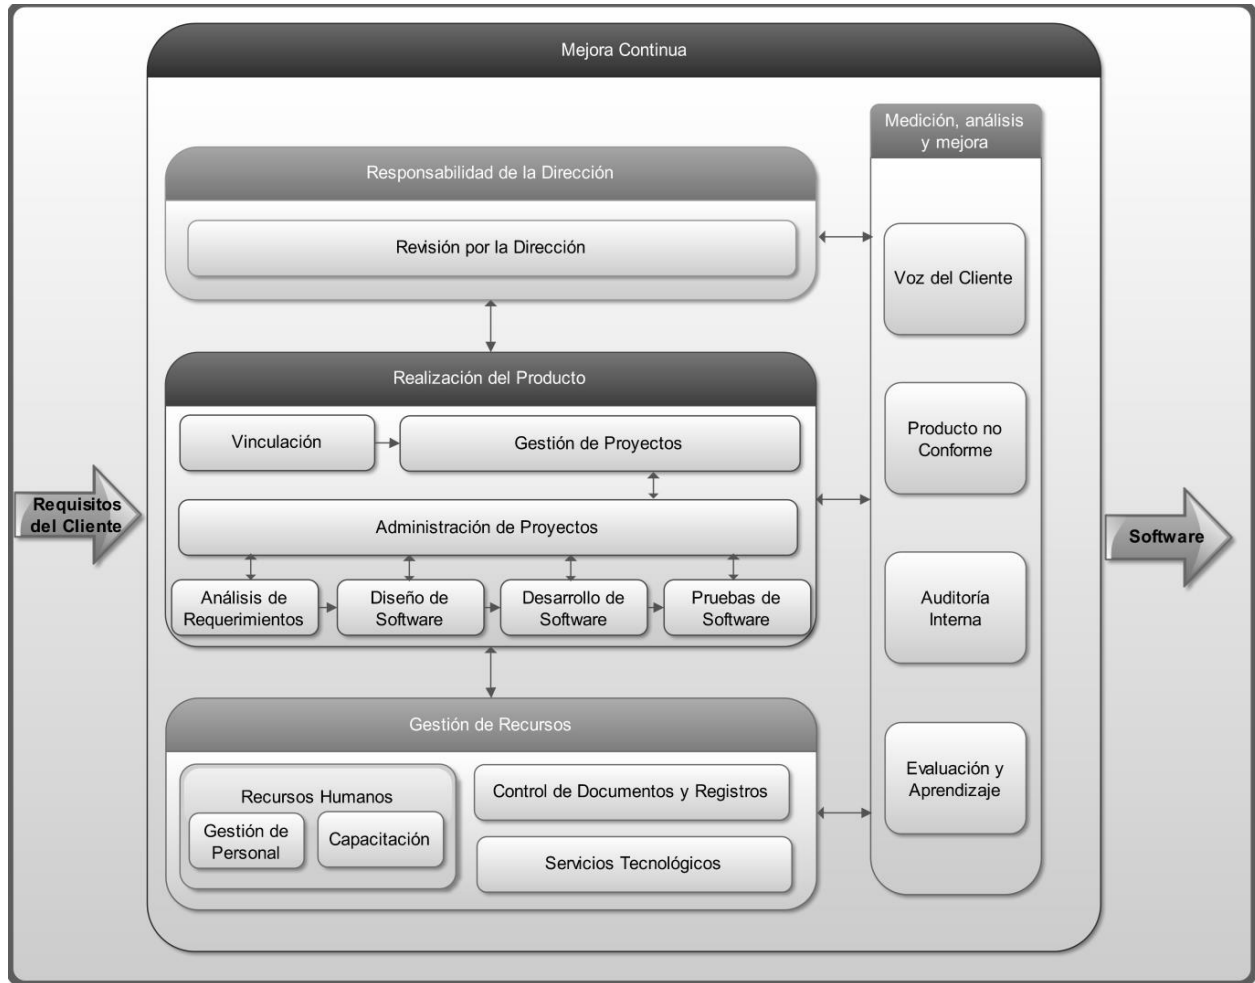 Mejora Continua
Medición, análisis
y mejora
Responsabilidad de la Dirección
Revisión por la Dirección
Voz del Cliente
Realización del Producto
Vinculación
Gestión de Proyectos
Producto no
Conforme
Requisitos
del Cliente
Administración de Proyectos
Software
Análisis de
Requerimientos
Diseño de
Software
Desarrollo de
Software
Pruebas de
Software
Auditoría
Interna
Gestión de Recursos
Recursos Humanos
Gestión de
Personal
Capacitación
Control de Documentos y Registros
Servicios Tecnológicos
Evaluación y
Aprendizaje